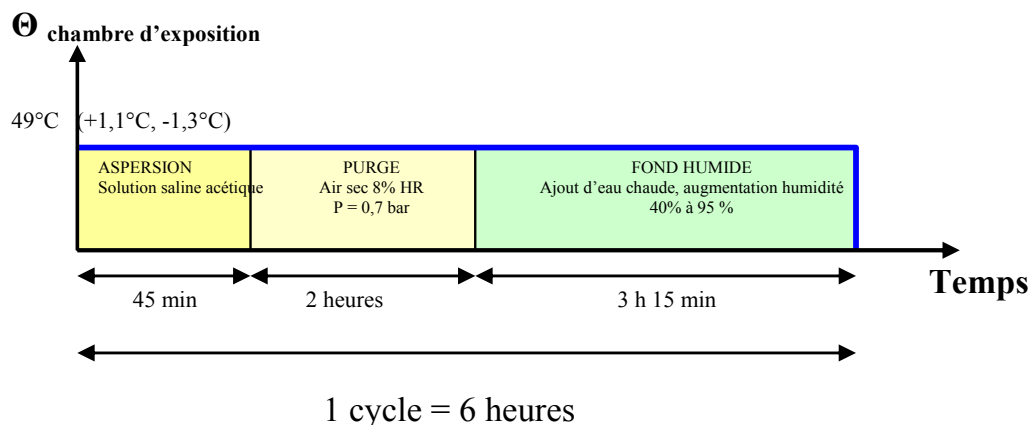 Θ chambre d'exposition
49°C (+1,1°C, -1,3°C)
ASPERSION
Solution saline acétique
PURGE
Air sec 8% HR
P = 0,7 bar
FOND HUMIDE
Ajout d'eau chaude, augmentation humidité
40% à 95 %
Temps
45 min
2 heures
3 h 15 min
1 cycle = 6 heures